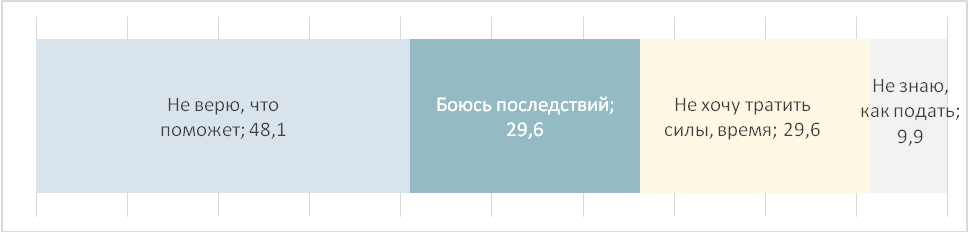 Не верю, что
поможет; 48,1
Боюсь последствий;
29,6
Не хочу тратить
силы, время; 29,6
Не знаю,
как подать;
9,9